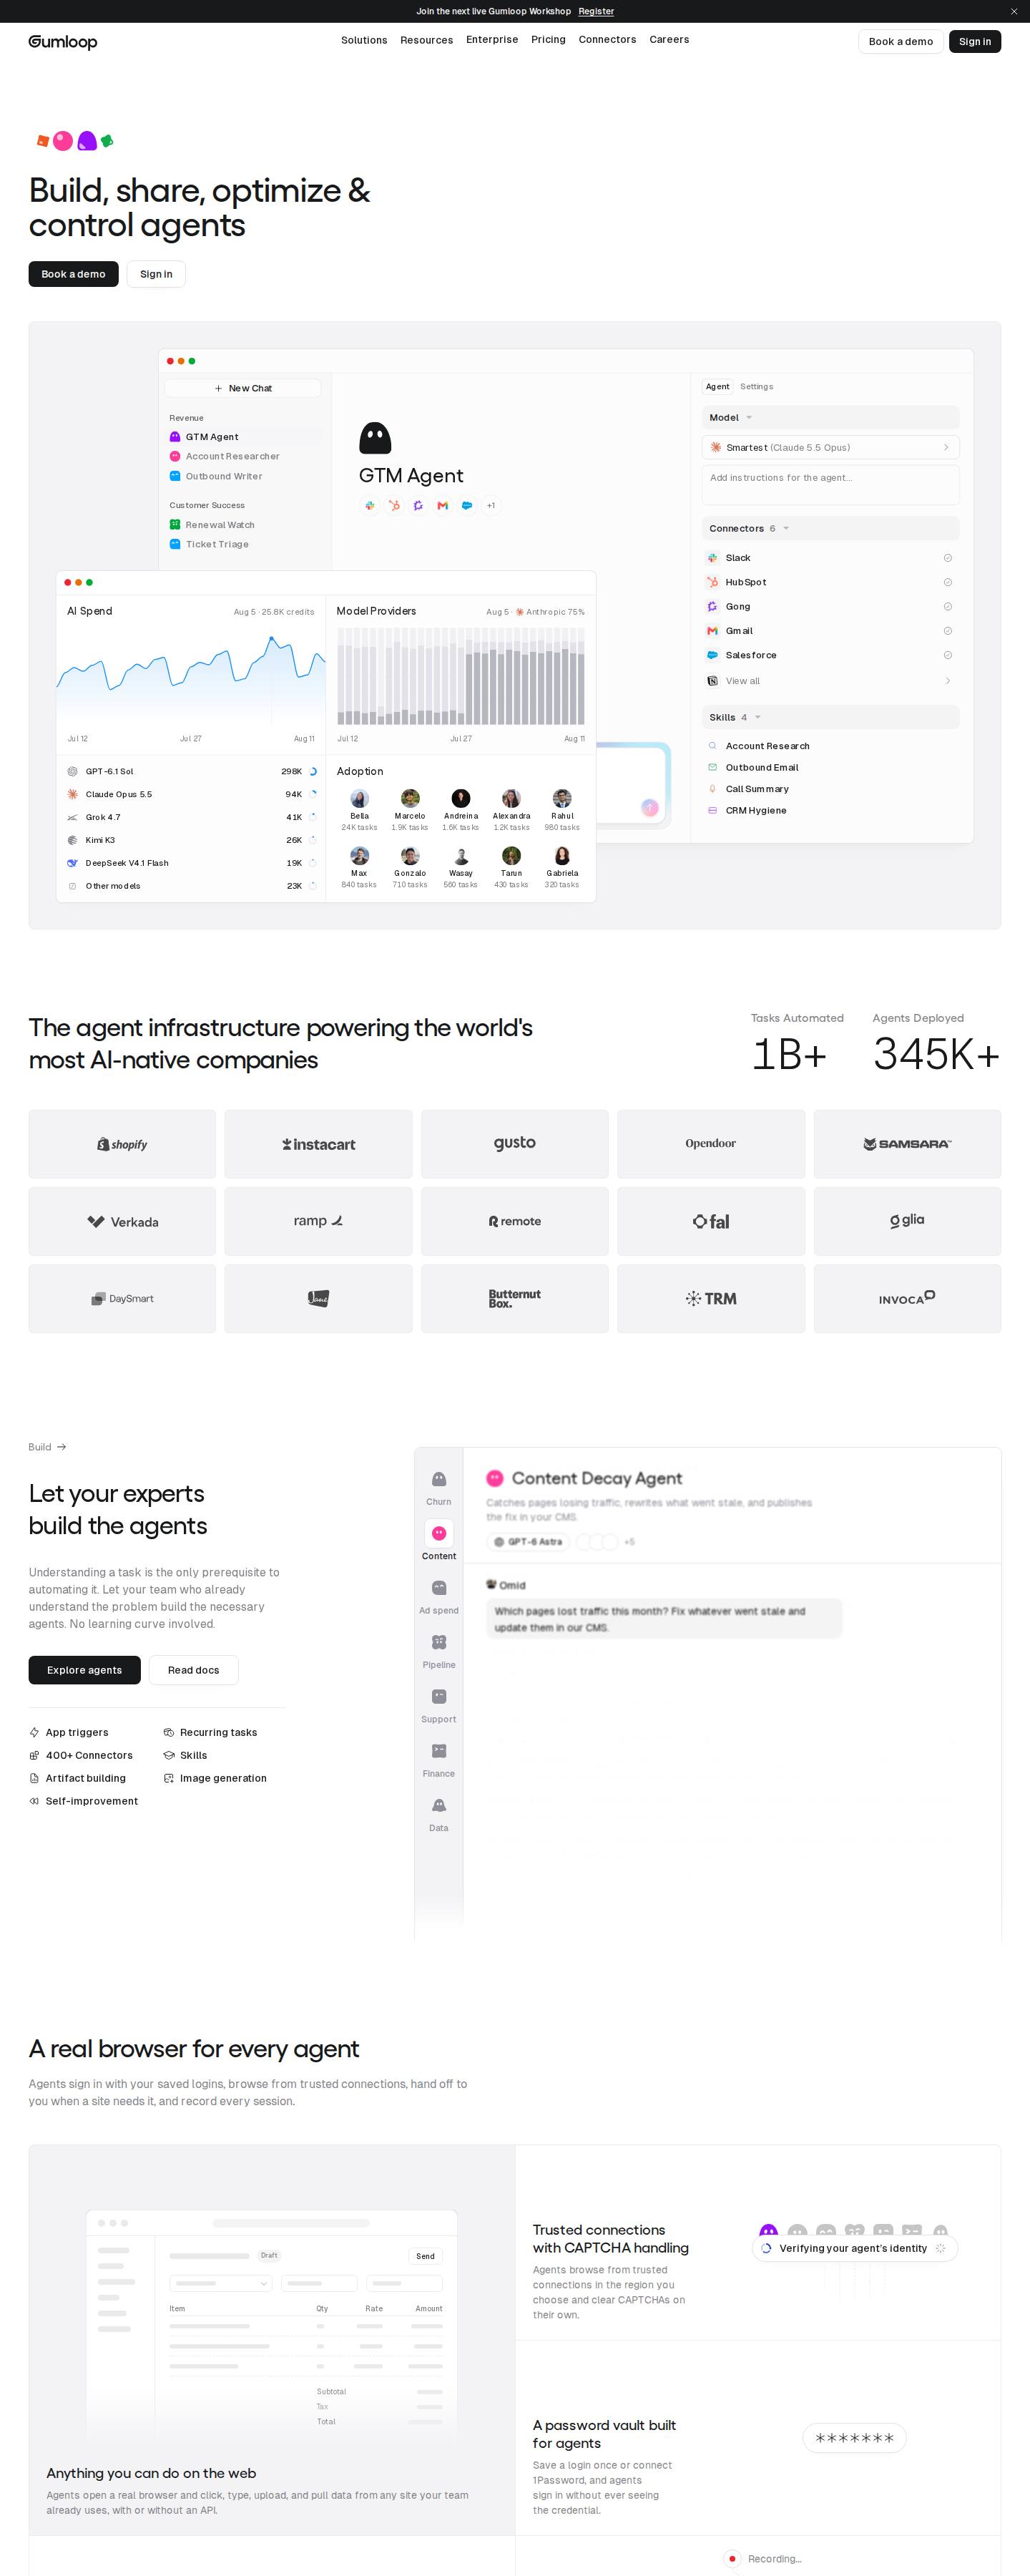 Join the next live Gumloop Workshop Register
Gumloop
Solutions Resources Enterprise Pricing Connectors Careers
Book a demo Sign in
Build, share, optimize &
control agents
Book a demo Sign in
New Chat
Revenue
GTM Agent
Account Researcher
Outbound Writer
Customer Success
Renewal Watch
Ticket Triage
GTM Agent
+1
Agent Settings
Model
Smartest (Claude 5.5 Opus)
Add instructions for the agent...
Connectors 6
Slack
HubSpot
Gong
Gmail
Salesforce
View all
Skills 4
Account Research
Outbound Email
Call Summary
CRM Hygiene
AI Spend Aug 5 · 25.8K credits
Jul 12 Jul 27 Aug 11
Model Providers Aug 5 · Anthropic 75%
Jul 12 Jul 27 Aug 11
GPT-6.1 Sol 298K
Claude Opus 5.5 94K
Grok 4.7 41K
Kimi K3 26K
DeepSeek V4.1 Flash 19K
Other models 23K
Adoption
Bella Marcelo Andreina Alexandra Rahul
24K tasks 1.9K tasks 1.6K tasks 1.2K tasks 980 tasks
Max Gonzalo Wasay Tarun Gabriela
840 tasks 710 tasks 560 tasks 430 tasks 320 tasks
The agent infrastructure powering the world's
most AI-native companies
Tasks Automated Agents Deployed
1B+ 345K+
shopify instacart gusto Opendoor SAMSARA
Verkada ramp remote fal glia
DaySmart Jane Butternut Box. TRM INVOCA
Build
Let your experts
build the agents
Understanding a task is the only prerequisite to
automating it. Let your team who already
understand the problem build the necessary
agents. No learning curve involved.
Explore agents Read docs
App triggers Recurring tasks
400+ Connectors Skills
Artifact building Image generation
Self-improvement
Churn
Content
Ad spend
Pipeline
Support
Finance
Data
Content Decay Agent
Catches pages losing traffic, rewrites what went stale, and publishes
the fix in your CMS.
GPT-6 Astra +5
Omid
Which pages lost traffic this month? Fix whatever went stale and
update them in our CMS.
A real browser for every agent
Agents sign in with your saved logins, browse from trusted connections, hand off to
you when a site needs it, and record every session.
Draft Send
Item Qty Rate Amount
Subtotal
Tax
Total
Anything you can do on the web
Agents open a real browser and click, type, upload, and pull data from any site your team
already uses, with or without an API.
Trusted connections
with CAPTCHA handling
Agents browse from trusted
connections in the region you
choose and clear CAPTCHAs on
their own.
Verifying your agent's identity
A password vault built
for agents
Save a login once or connect
1Password, and agents
sign in without ever seeing
the credential.
*******
Recording...